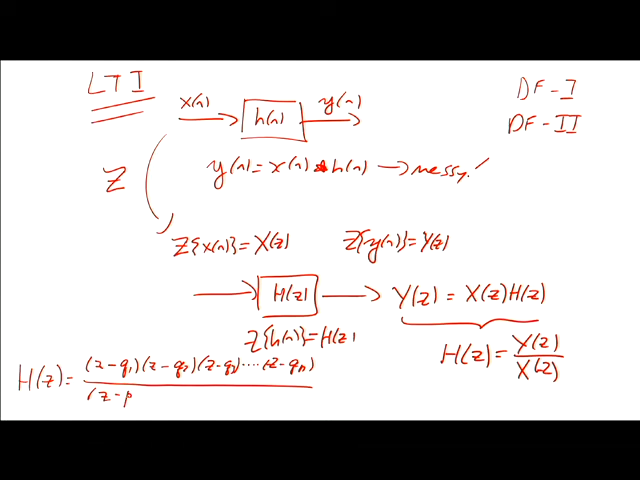 LTI
x(n) h(n) y(n)
DF-I
DF-II
Z
y(n) = x(n) * h(n) → messy!
Z{x(n)} = X(z) Z{y(n)} = Y(z)
H(z) → Y(z) = X(z)H(z)
Z{h(n)} = H(z)
H(z) = Y(z)/X(z)
H(z) = (z-q₁)(z-q₂)(z-q₃)....(z-qₙ)
(z-p